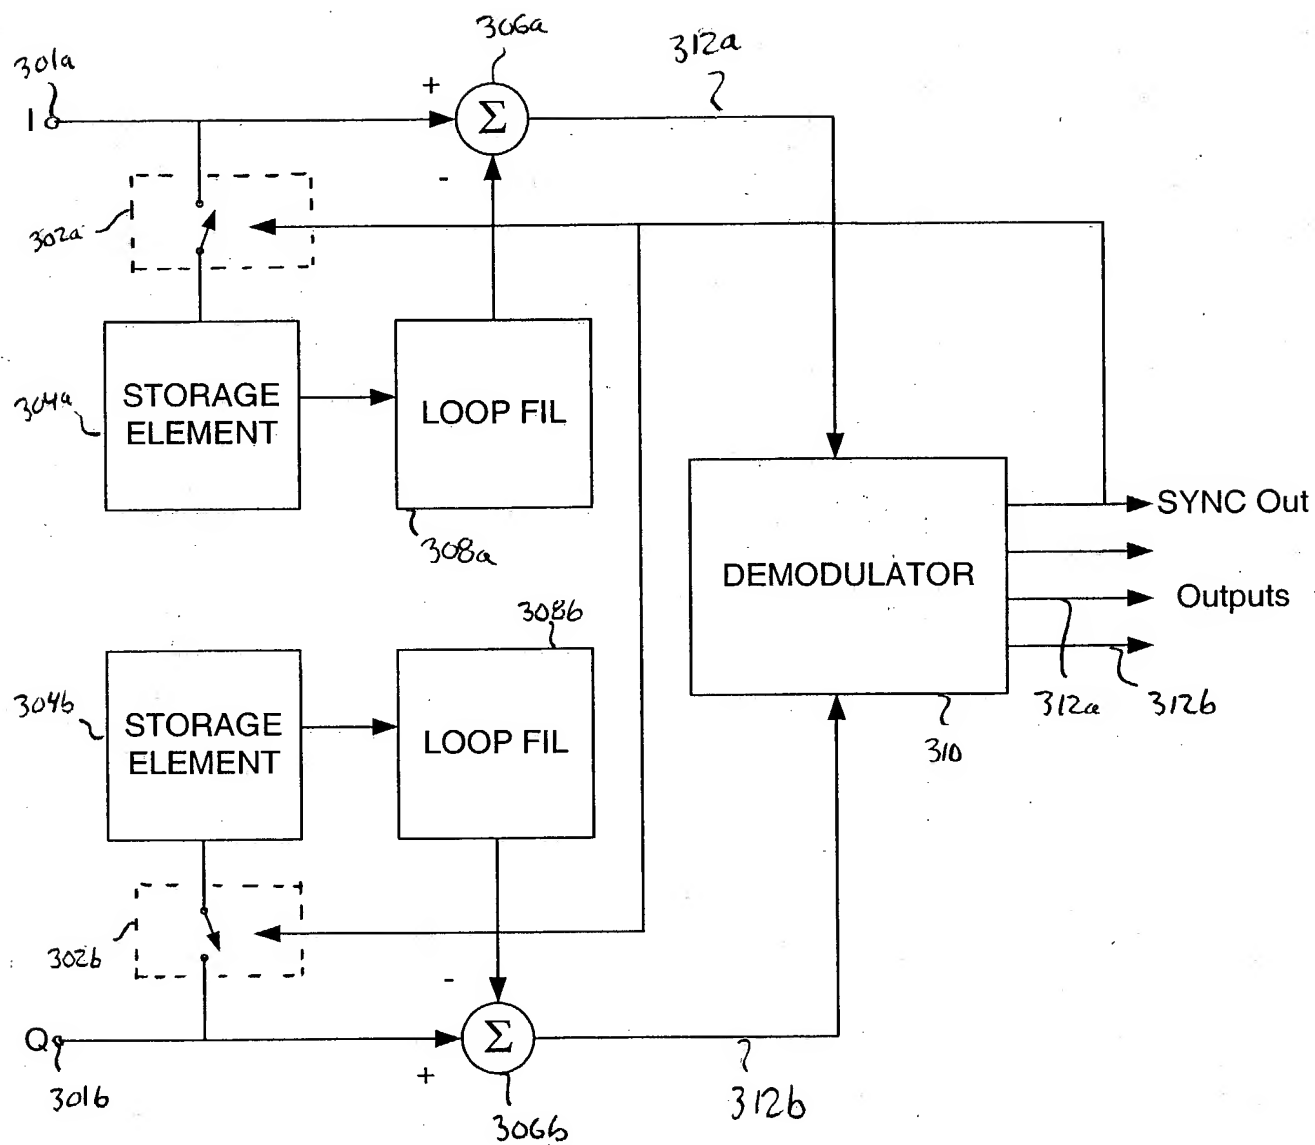 306a
312a
301a
I
+
Σ
-
302a
304a
STORAGE
ELEMENT
LOOP FIL
308a
SYNC Out
DEMODULATOR
Outputs
308b
304b
STORAGE
ELEMENT
LOOP FIL
312a
312b
310
302b
-
Q
Σ
+
301b
306b
312b